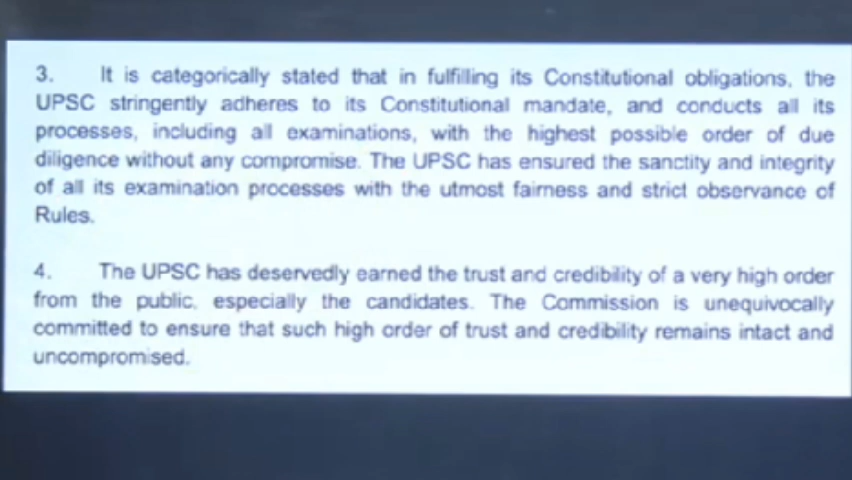 3. It is categorically stated that in fulfilling its Constitutional obligations, the
UPSC stringently adheres to its Constitutional mandate, and conducts all its
processes, including all examinations, with the highest possible order of due
diligence without any compromise. The UPSC has ensured the sanctity and integrity
of all its examination processes with the utmost fairness and strict observance of
Rules.
4. The UPSC has deservedly earned the trust and credibility of a very high order
from the public, especially the candidates. The Commission is unequivocally
committed to ensure that such high order of trust and credibility remains intact and
uncompromised.